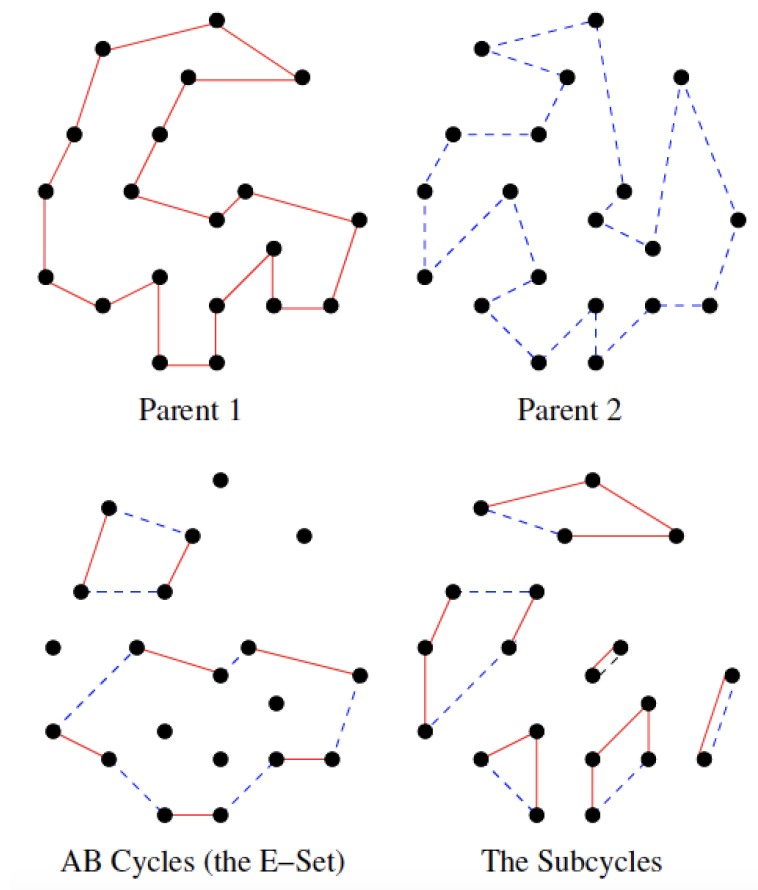 Parent 1
Parent 2
AB Cycles (the E–Set)
The Subcycles